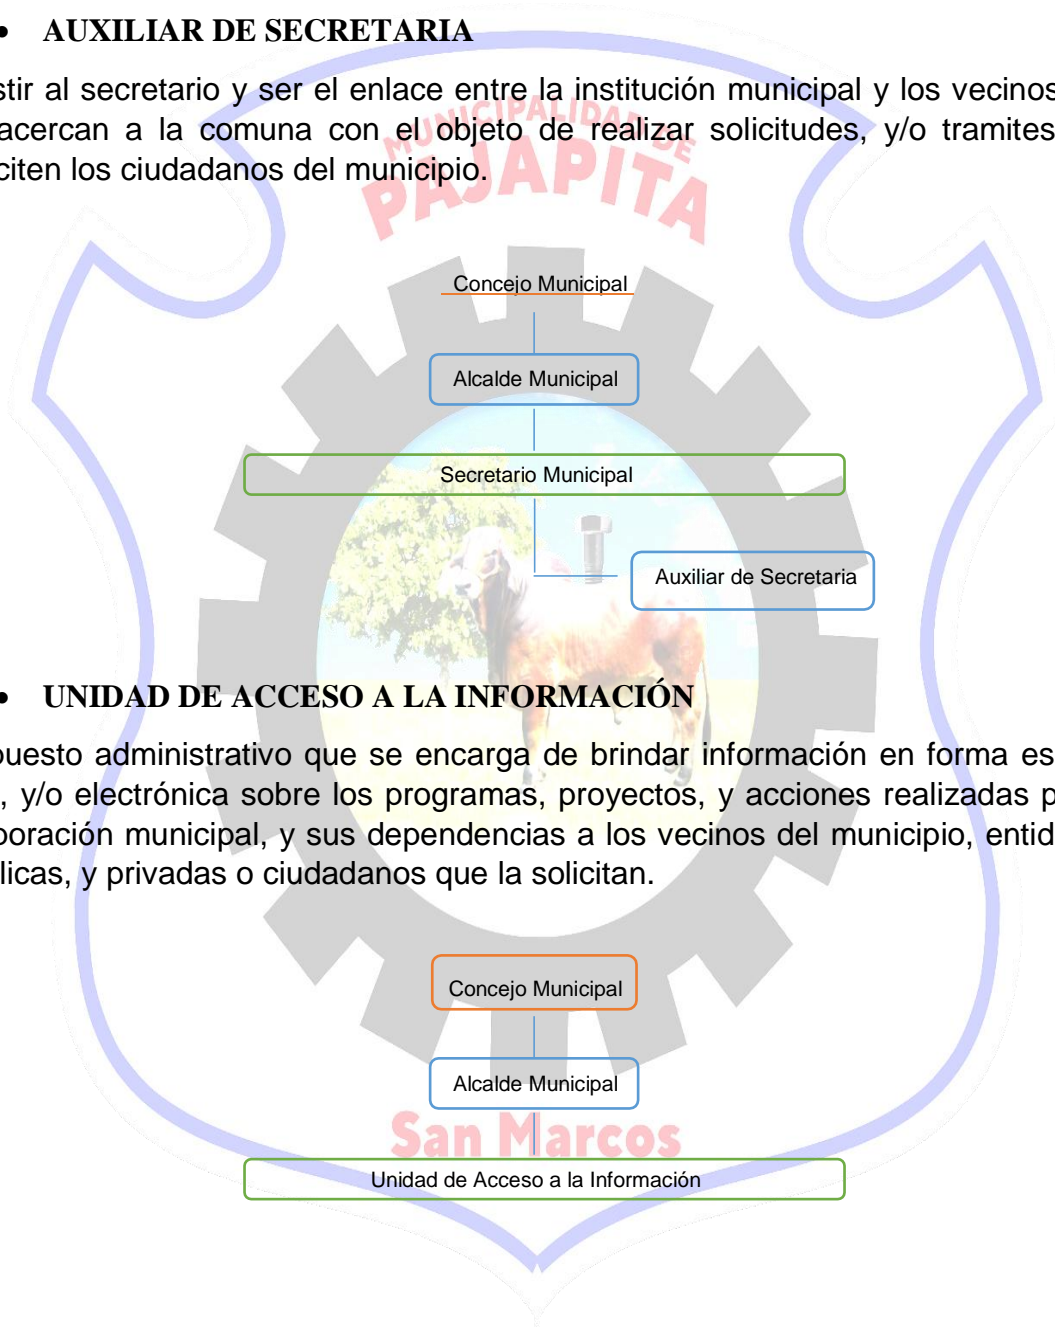 • AUXILIAR DE SECRETARIA
stir al secretario y ser el enlace entre la institución municipal y los vecinos
acercan a la comuna con el objeto de realizar solicitudes, y/o tramites
citen los ciudadanos del municipio.
MUNICIPALIDAD DE
PAJAPITA
Concejo Municipal
Alcalde Municipal
Secretario Municipal
Auxiliar de Secretaria
• UNIDAD DE ACCESO A LA INFORMACIÓN
puesto administrativo que se encarga de brindar información en forma es
, y/o electrónica sobre los programas, proyectos, y acciones realizadas p
poración municipal, y sus dependencias a los vecinos del municipio, entid
licas, y privadas o ciudadanos que la solicitan.
Concejo Municipal
Alcalde Municipal
San Marcos
Unidad de Acceso a la Información